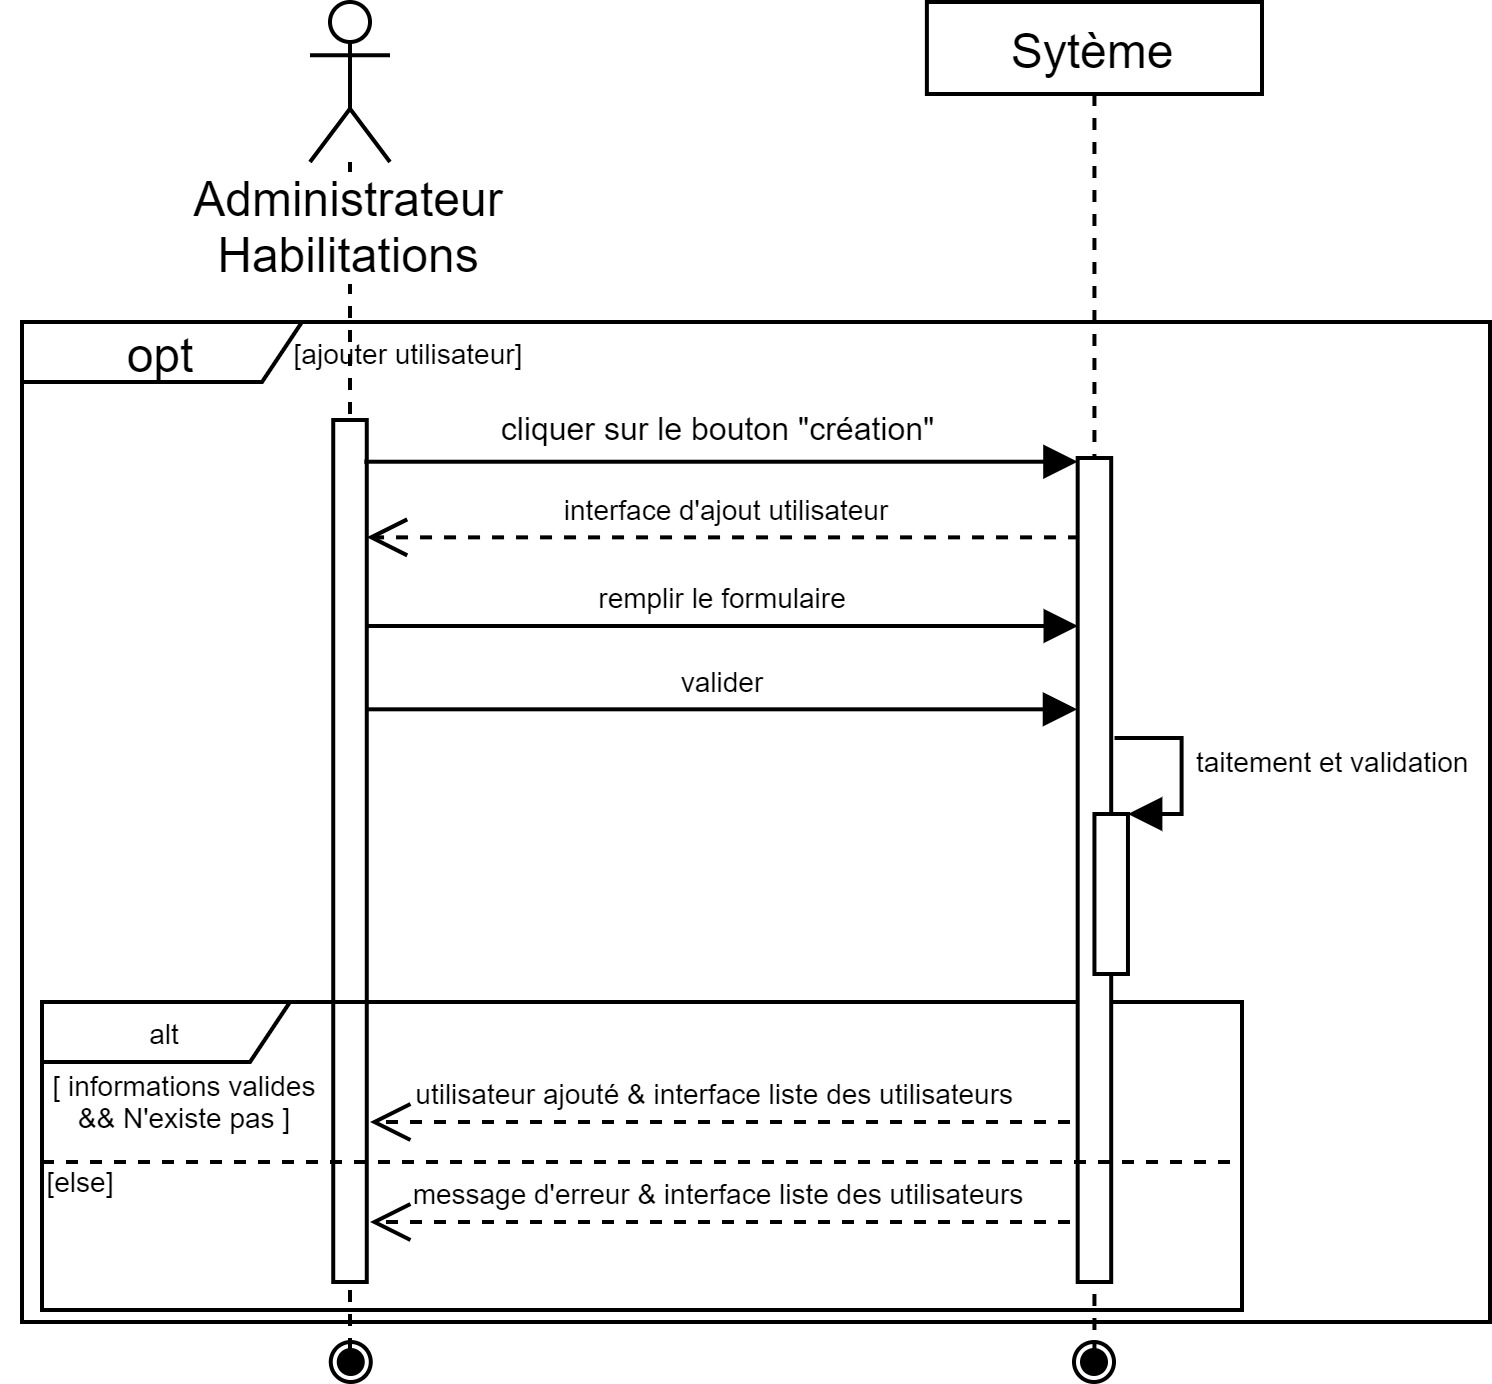 Sytème
Administrateur
Habilitations
opt
[ajouter utilisateur]
cliquer sur le bouton "création"
interface d'ajout utilisateur
remplir le formulaire
valider
taitement et validation
alt
[ informations valides
&& N'existe pas ]
utilisateur ajouté & interface liste des utilisateurs
[else]
message d'erreur & interface liste des utilisateurs